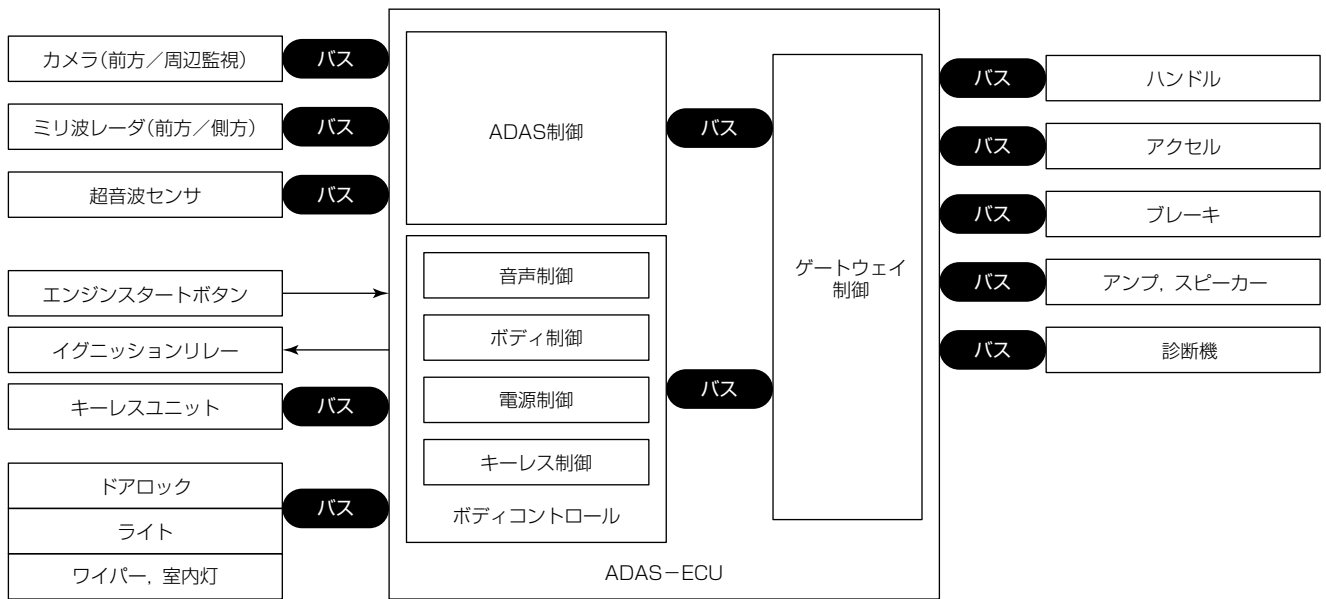 カメラ(前方／周辺監視)
バス
ミリ波レーダ(前方／側方)
バス
超音波センサ
バス
エンジンスタートボタン
イグニッションリレー
キーレスユニット
バス
ドアロック
ライト
ワイパー, 室内灯
バス
ADAS制御
バス
音声制御
ボディ制御
電源制御
キーレス制御
ボディコントロール
バス
ゲートウェイ
制御
ADAS－ECU
バス
ハンドル
バス
アクセル
バス
ブレーキ
バス
アンプ, スピーカー
バス
診断機